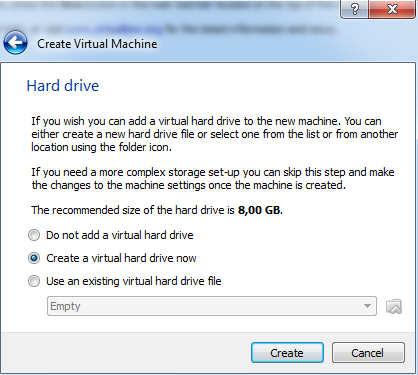 ?
Create Virtual Machine
Hard drive
If you wish you can add a virtual hard drive to the new machine. You can
either create a new hard drive file or select one from the list or from another
location using the folder icon.
If you need a more complex storage set-up you can skip this step and make
the changes to the machine settings once the machine is created.
The recommended size of the hard drive is 8,00 GB.
Do not add a virtual hard drive
Create a virtual hard drive now
Use an existing virtual hard drive file
Empty
Create
Cancel